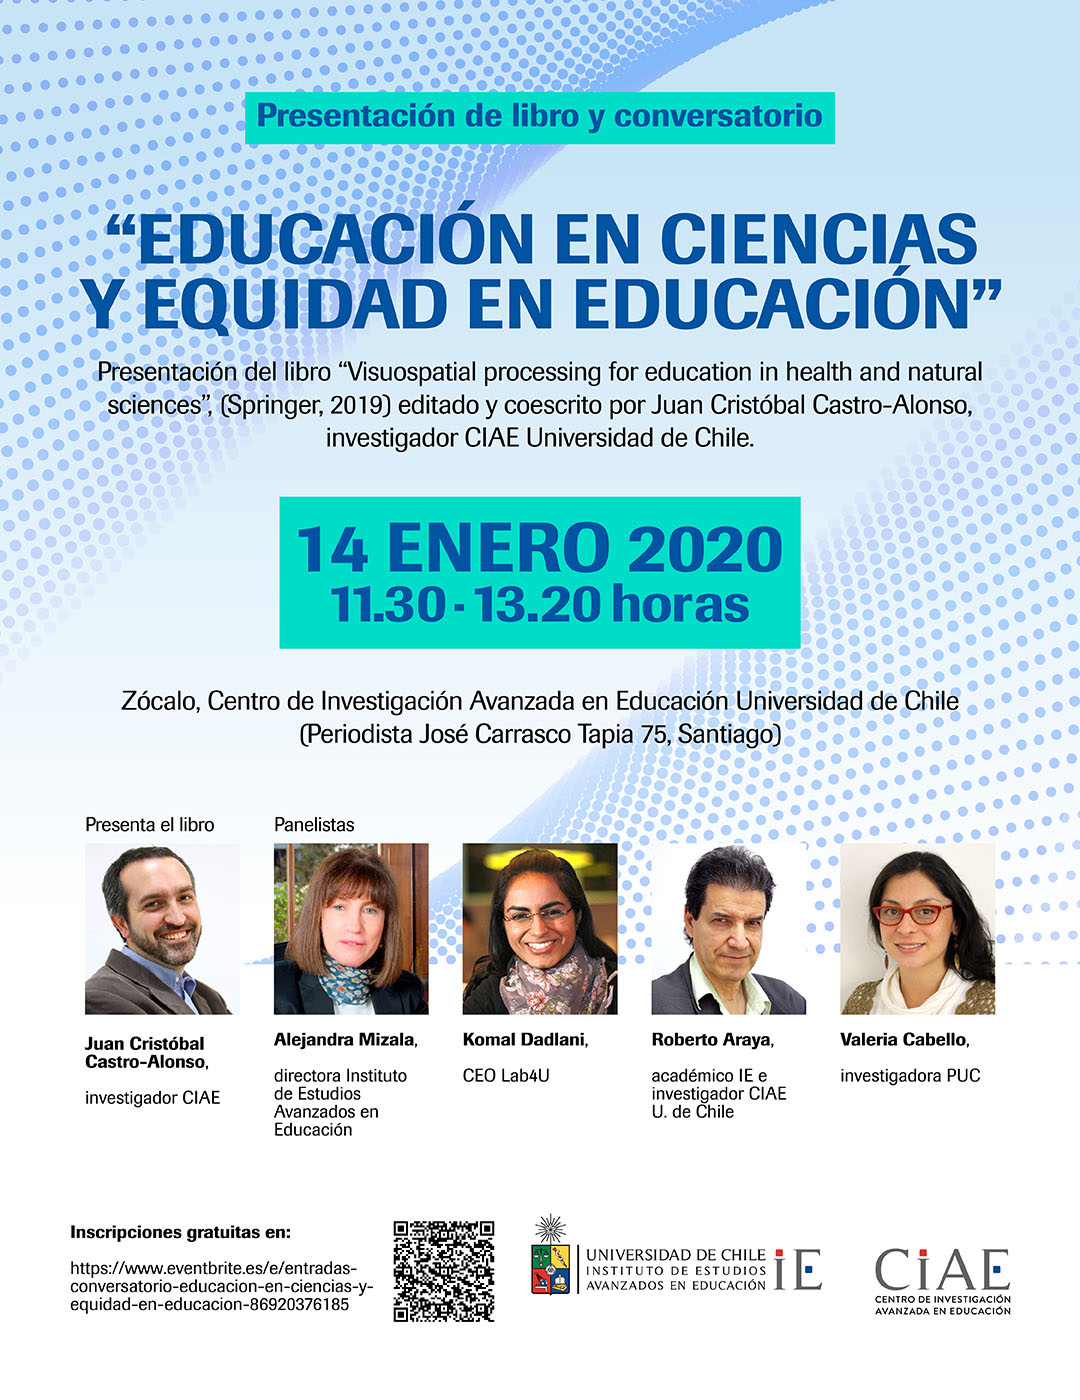 Presentación de libro y conversatorio
“EDUCACIÓN EN CIENCIAS
Y EQUIDAD EN EDUCACIÓN”
Presentación del libro “Visuospatial processing for education in health and natural
sciences”, (Springer, 2019) editado y coescrito por Juan Cristóbal Castro-Alonso,
investigador CIAE Universidad de Chile.
14 ENERO 2020
11.30 - 13.20 horas
Zócalo, Centro de Investigación Avanzada en Educación Universidad de Chile
(Periodista José Carrasco Tapia 75, Santiago)
Presenta el libro
Juan Cristóbal
Castro-Alonso,
investigador CIAE
Panelistas
Alejandra Mizala,
directora Instituto
de Estudios
Avanzados en
Educación
Komal Dadlani,
CEO Lab4U
Roberto Araya,
académico IE e
investigador CIAE
U. de Chile
Valeria Cabello,
investigadora PUC
Inscripciones gratuitas en:
https://www.eventbrite.es/e/entradas-
conversatorio-educacion-en-ciencias-y-
equidad-en-educacion-86920376185
UNIVERSIDAD DE CHILE
INSTITUTO DE ESTUDIOS
AVANZADOS EN EDUCACIÓN
iE
CiAE
CENTRO DE INVESTIGACIÓN
AVANZADA EN EDUCACIÓN